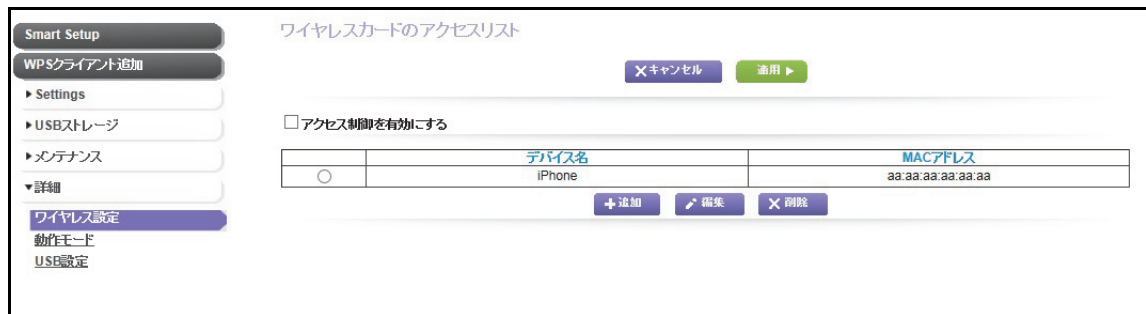 Smart Setup
WPSクライアント追加
▶ Settings
▶USBストレージ
▶メンテナンス
▼詳細
ワイヤレス設定
動作モード
USB設定
ワイヤレスカードのアクセスリスト
✕キャンセル
適用 ▶
アクセス制御を有効にする
デバイス名 MACアドレス
iPhone aa:aa:aa:aa:aa:aa
+追加 編集 ✕削除